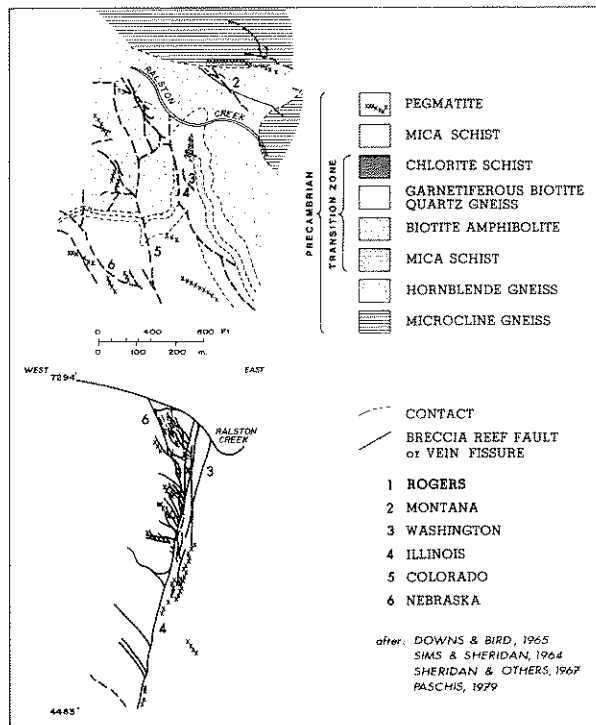 RALSTON
CREEK
1
2
3
4
5
6
5
0 400 800 Ft
0 100 200 m.
WEST
EAST
7294'
6
RALSTON
CREEK
3
4
4483'
PRECAMBRIAN
TRANSITION ZONE
PEGMATITE
MICA SCHIST
CHLORITE SCHIST
GARNETIFEROUS BIOTITE
QUARTZ GNEISS
BIOTITE AMPHIBOLITE
MICA SCHIST
HORNBLENDE GNEISS
MICROCLINE GNEISS
CONTACT
BRECCIA REEF FAULT
or VEIN FISSURE
1 ROGERS
2 MONTANA
3 WASHINGTON
4 ILLINOIS
5 COLORADO
6 NEBRASKA
after: DOWNS & BIRD, 1965
SIMS & SHERIDAN, 1964
SHERIDAN & OTHERS, 1967
PASCHIS, 1979